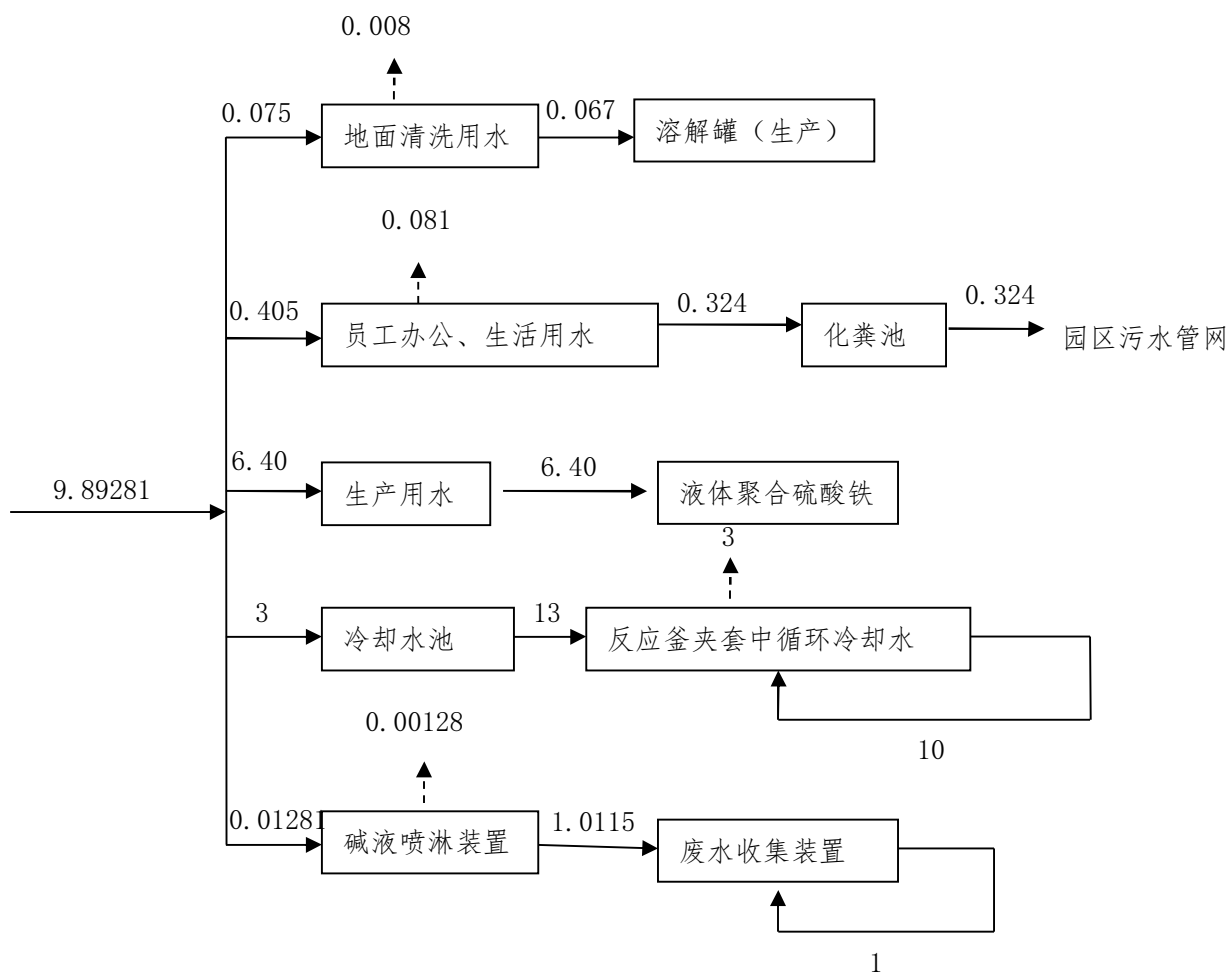 0.008
0.075
地面清洗用水
0.067
溶解罐（生产）
0.081
0.405
员工办公、生活用水
0.324
化粪池
0.324
园区污水管网
9.89281
6.40
生产用水
6.40
液体聚合硫酸铁
3
3
冷却水池
13
反应釜夹套中循环冷却水
10
0.00128
0.01281
碱液喷淋装置
1.0115
废水收集装置
1